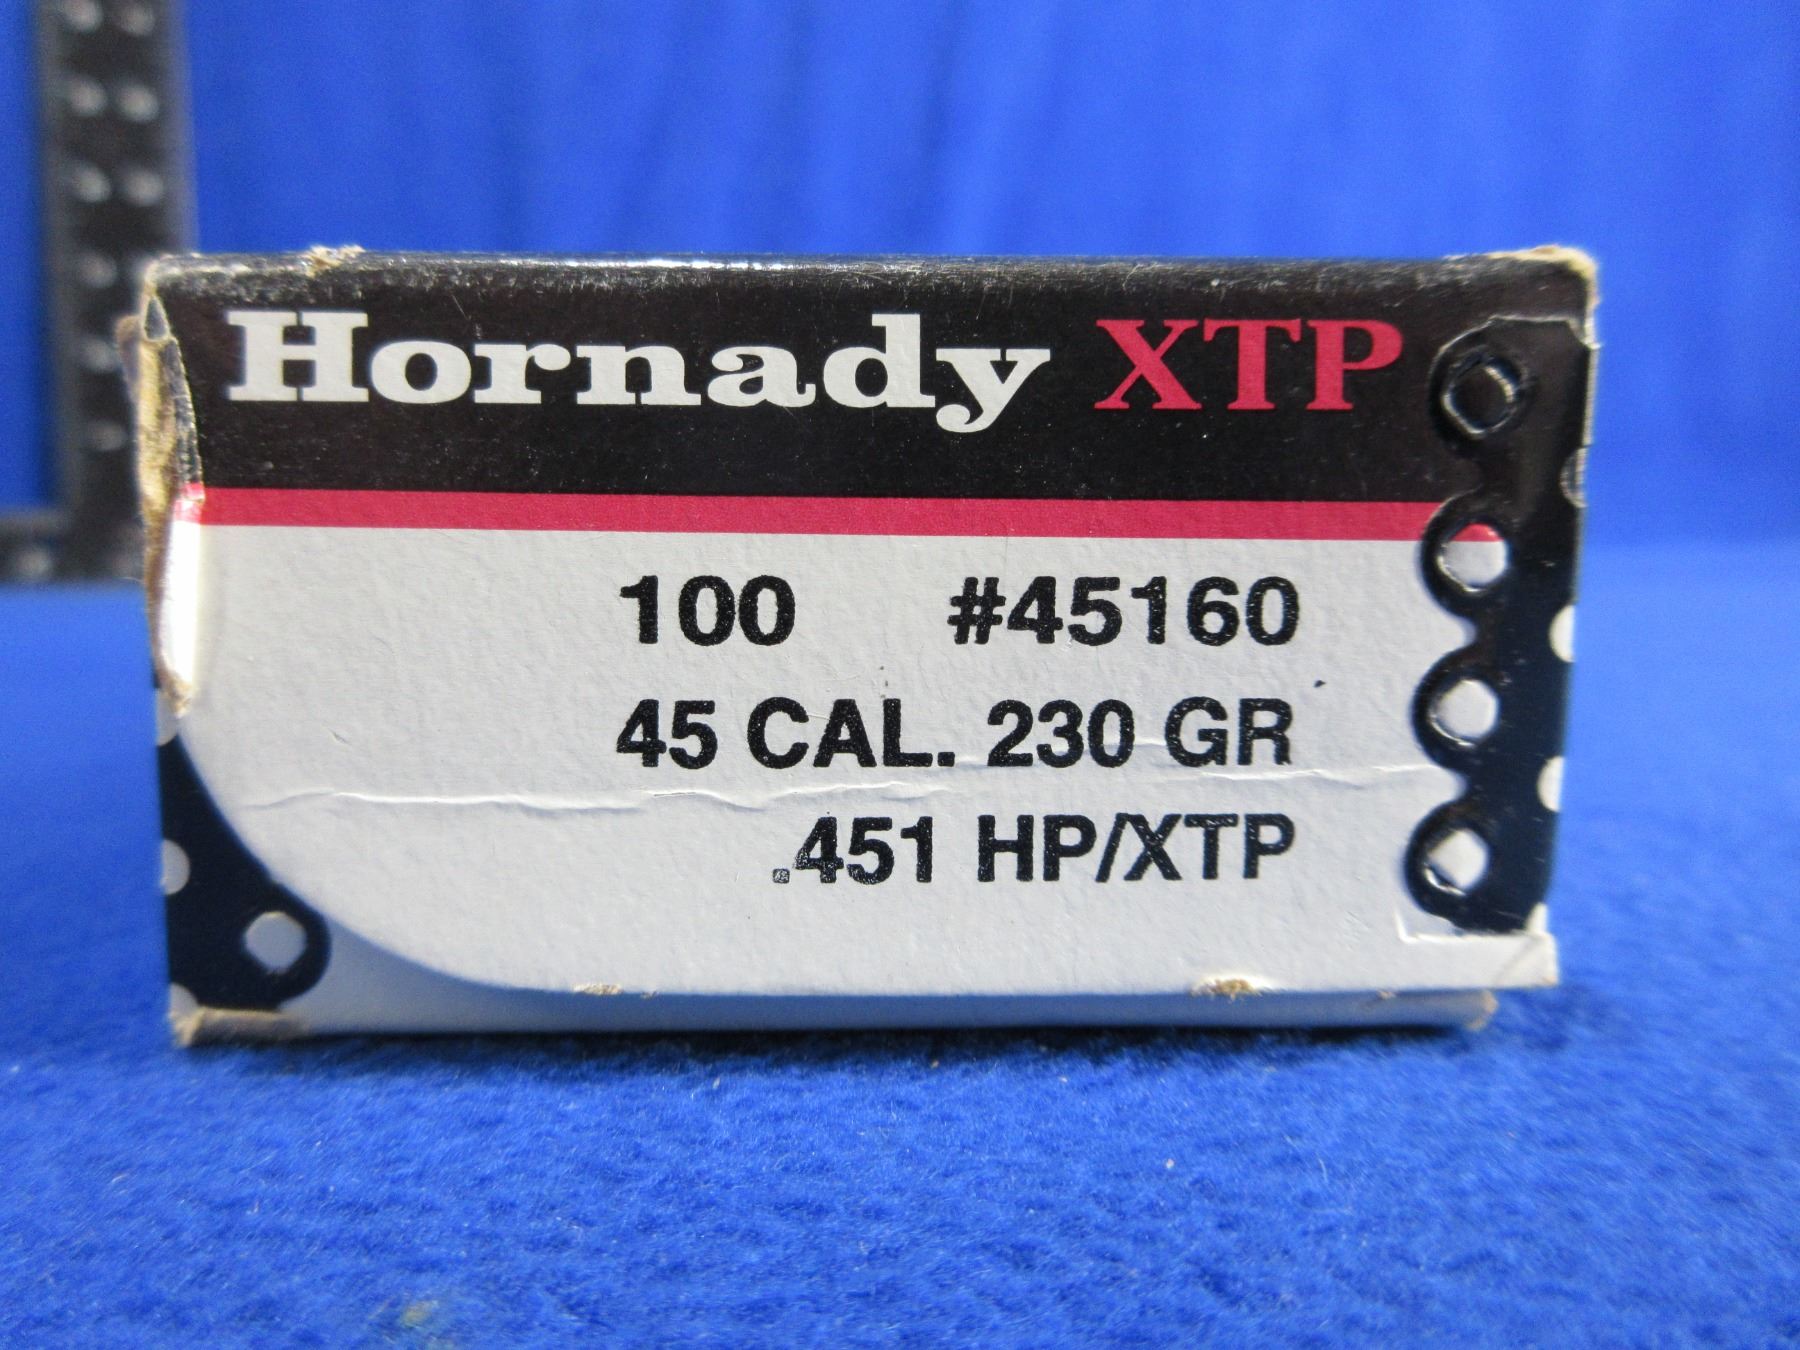 Hornady XTP
100 #45160
45 CAL. 230 GR
.451 HP/XTP